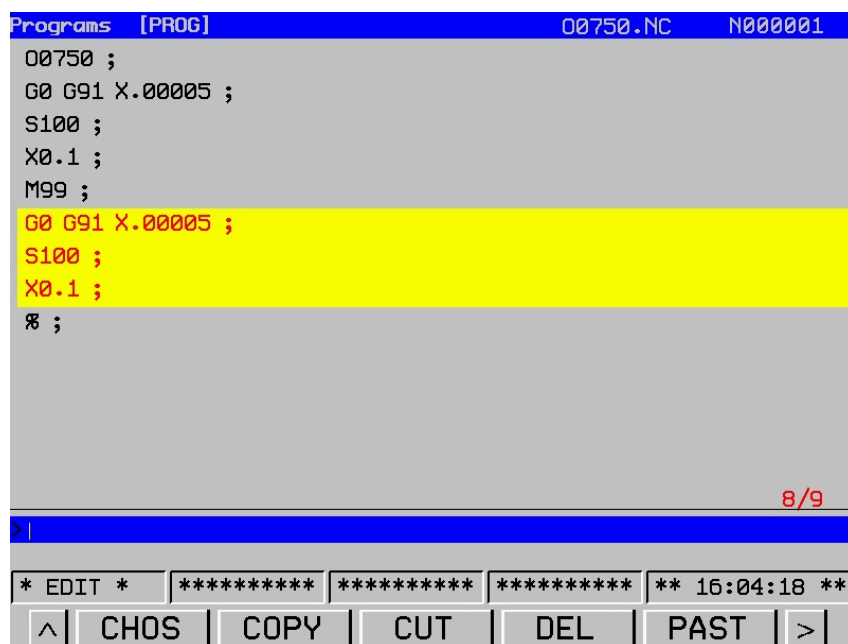 Programs [PROG] O0750.NC N000001
O0750 ;
G0 G91 X.00005 ;
S100 ;
X0.1 ;
M99 ;
G0 G91 X.00005 ;
S100 ;
X0.1 ;
% ;
8/9
>|
* EDIT * ********** ********** ********** ** 16:04:18 **
^ CHOS COPY CUT DEL PAST >